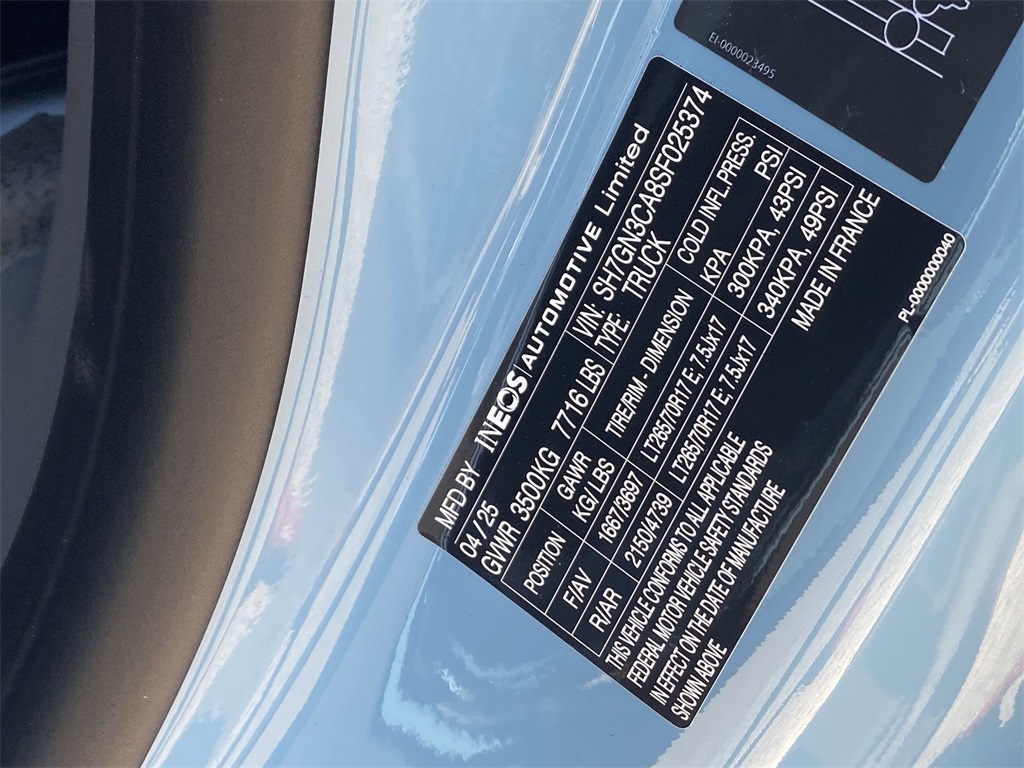 EI-0000023495
MFD BY INEOS | AUTOMOTIVE Limited
04 / 25 VIN: SH7GN3CA8SF025374
GVWR 3500KG 7716 LBS TYPE: TRUCK
POSITION GAWR KG / LBS TIRE/RIM - DIMENSION COLD INFL.PRESS. KPA PSI
F/AV 1667/3697 LT265/70R17 E; 7.5Jx17 300KPA, 43PSI
R/AR 2150/4739 LT265/70R17 E; 7.5Jx17 340KPA, 49PSI
THIS VEHICLE CONFORMS TO ALL APPLICABLE MADE IN FRANCE
FEDERAL MOTOR VEHICLE SAFETY STANDARDS
IN EFFECT ON THE DATE OF MANUFACTURE
SHOWN ABOVE
PL-0000000040